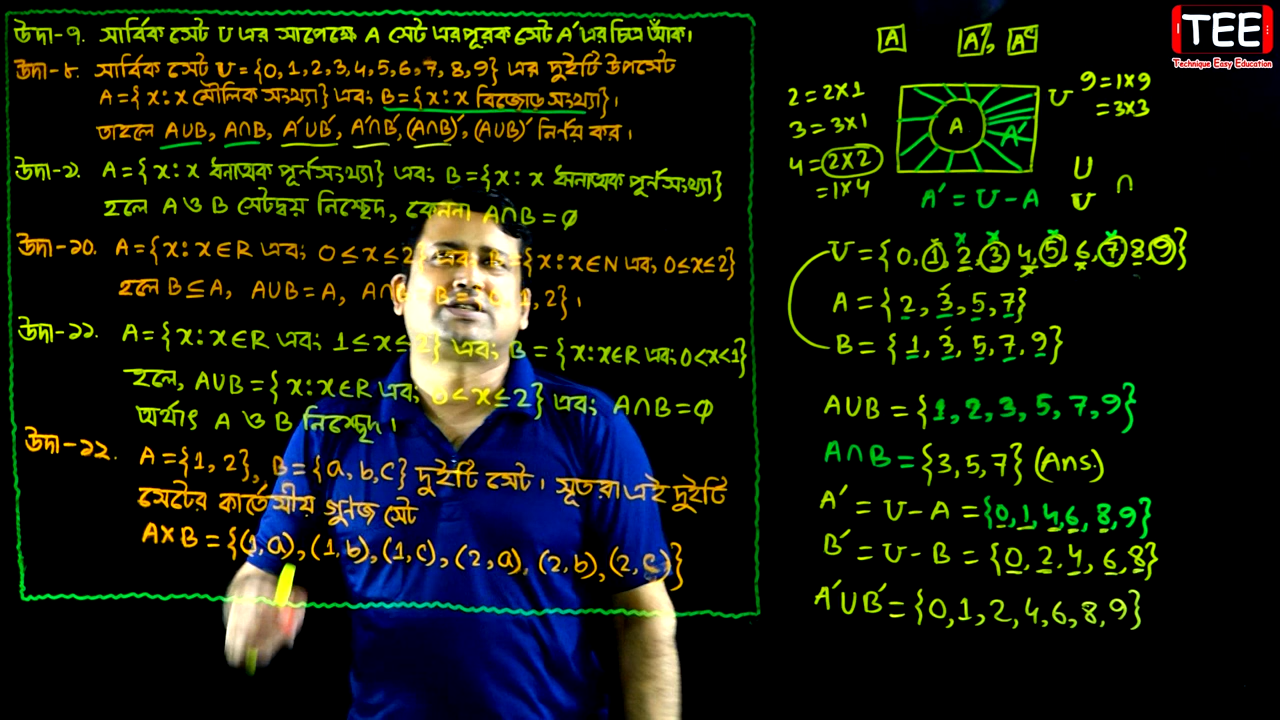 উদা-৭. সার্বিক সেট U এর সাপেক্ষে A সেট এর পূরক সেট A′ এর চিত্র আঁক।
উদা-৮. সার্বিক সেট U = {0, 1, 2, 3, 4, 5, 6, 7, 8, 9} এর দুইটি উপসেট
A = {x : x মৌলিক সংখ্যা} এবং B = {x : x বিজোড় সংখ্যা}।
তাহলে A∪B, A∩B, A′∪B′, A′∩B′, (A∩B)′, (A∪B)′ নির্ণয় কর।
উদা-৯. A = {x : x ধনাত্মক পূর্নসংখ্যা} এবং B = {x : x ঋনাত্মক পূর্নসংখ্যা}
হলে A ও B সেটদ্বয় নিশ্ছেদ, কেননা A∩B = φ
উদা-১০. A = {x : x∈R এবং 0 ≤ x ≤ 2} এবং B = {x : x∈N এবং 0 ≤ x ≤ 2}
হলে B ⊆ A, A∪B = A, A∩ 1, 2}।
উদা-১১. A = {x : x∈R এবং 1 ≤ x ≤ 2} এবং B = {x : x∈R এবং 0 < x < 1}
হলে, A∪B = {x : x∈R এবং 0 < x ≤ 2} এবং A∩B = φ
অর্থাৎ A ও B নিশ্ছেদ।
উদা-১২. A = {1, 2}, B = {a, b, c} দুইটি সেট। সুতরাং এই দুইটি
সেটের কার্তেসীয় গুণজ সেট
A×B = {(1, a), (1, b), (1, c), (2, a), (2, b), (2, c)}
TEE
Technique Easy Education
A A′, Aᶜ
2 = 2×1
3 = 3×1
4 = 2×2
= 1×4
A A′ U
9 = 1×9
= 3×3
A′ = U − A
U
U ∩
U = {0, 1, 2, 3, 4, 5, 6, 7, 8, 9}
A = {2, 3, 5, 7}
B = {1, 3, 5, 7, 9}
A∪B = {1, 2, 3, 5, 7, 9}
A∩B = {3, 5, 7} (Ans.)
A′ = U − A = {0, 1, 4, 6, 8, 9}
B′ = U − B = {0, 2, 4, 6, 8}
A′∪B′ = {0, 1, 2, 4, 6, 8, 9}